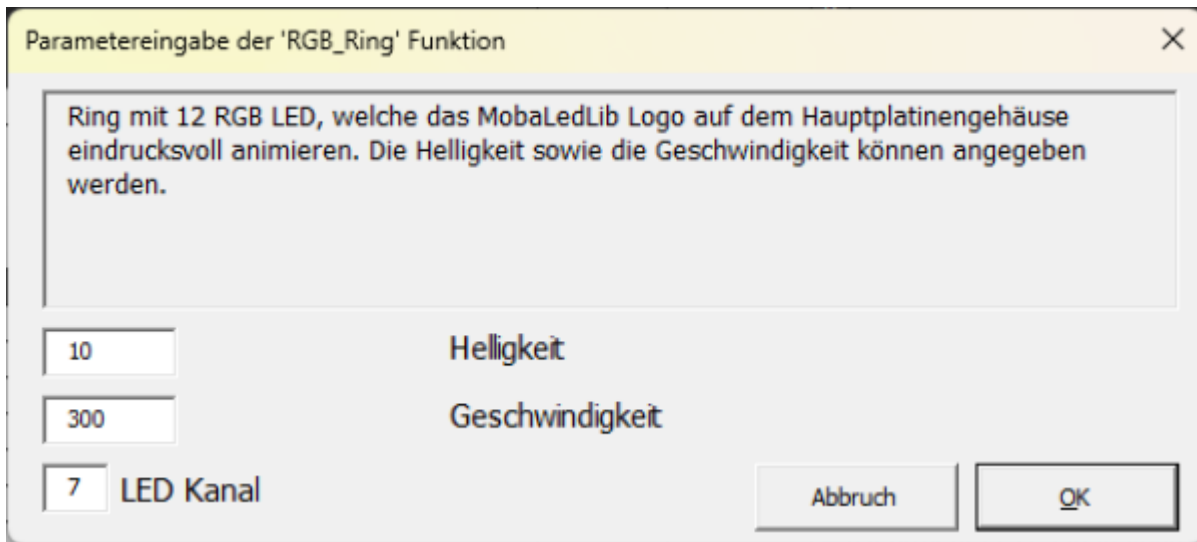 Parametereingabe der 'RGB_Ring' Funktion
Ring mit 12 RGB LED, welche das MobaLedLib Logo auf dem Hauptplatinengehäuse
eindrucksvoll animieren. Die Helligkeit sowie die Geschwindigkeit können angegeben
werden.
10 Helligkeit
300 Geschwindigkeit
7 LED Kanal Abbruch OK